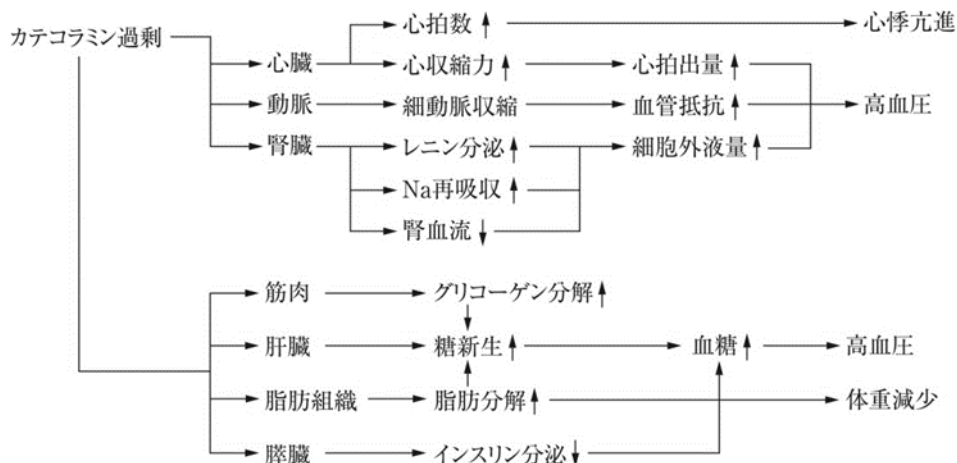 カテコラミン過剰
心臓 心拍数↑ 心悸亢進
心収縮力↑ 心拍出量↑
動脈 細動脈収縮 血管抵抗↑ 高血圧
腎臓 レニン分泌↑ 細胞外液量↑
Na再吸収↑
腎血流↓
筋肉 グリコーゲン分解↑
肝臓 糖新生↑ 血糖↑ 高血圧
脂肪組織 脂肪分解↑ 体重減少
膵臓 インスリン分泌↓